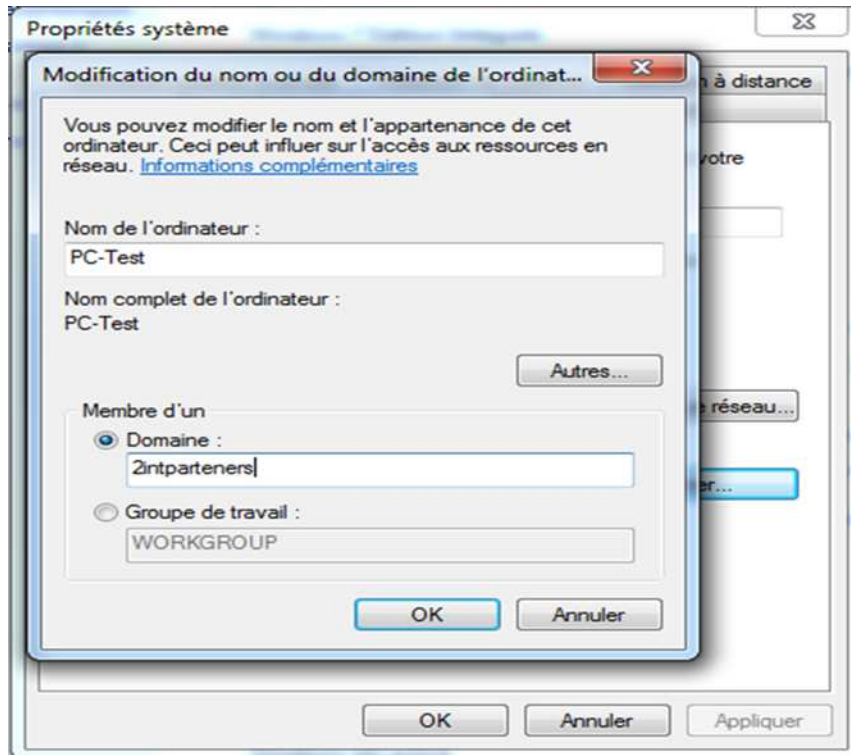 Propriétés système
Modification du nom ou du domaine de l'ordinat...
n à distance
Vous pouvez modifier le nom et l'appartenance de cet
ordinateur. Ceci peut influer sur l'accès aux ressources en
réseau. Informations complémentaires
votre
Nom de l'ordinateur :
PC-Test
Nom complet de l'ordinateur :
PC-Test
Autres...
réseau...
Membre d'un
Domaine :
2intparteners
er...
Groupe de travail :
WORKGROUP
OK
Annuler
OK
Annuler
Appliquer